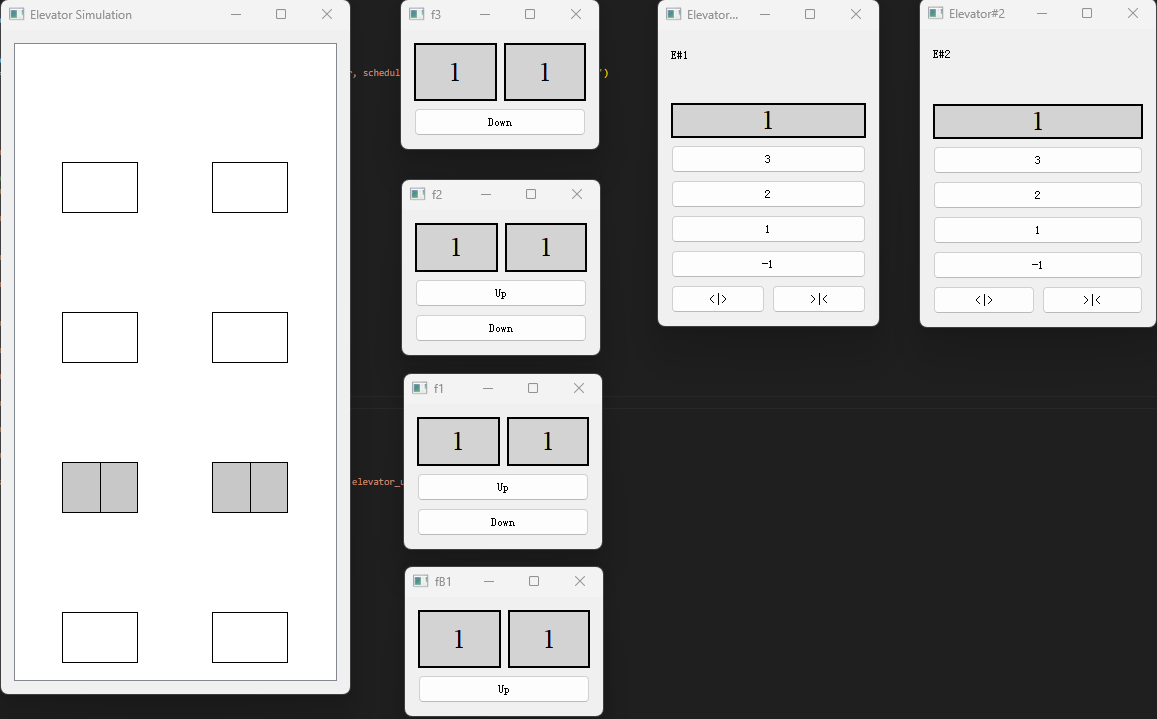 Elevator Simulation
, schedul
')
elevator_u
f3
1 1
Down
f2
1 1
Up
Down
f1
1 1
Up
Down
fB1
1 1
Up
Elevator...
E#1
1
3
2
1
-1
<|> >|<
Elevator#2
E#2
1
3
2
1
-1
<|> >|<